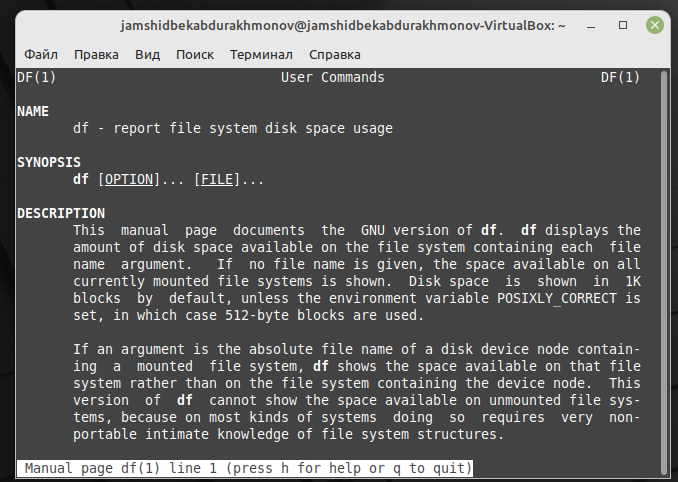 jamshidbekabdurakhmonov@jamshidbekabdurakhmonov-VirtualBox: ~
Файл Правка Вид Поиск Терминал Справка
DF(1) User Commands DF(1)
NAME
df - report file system disk space usage
SYNOPSIS
df [OPTION]... [FILE]...
DESCRIPTION
This manual page documents the GNU version of df. df displays the
amount of disk space available on the file system containing each file
name argument. If no file name is given, the space available on all
currently mounted file systems is shown. Disk space is shown in 1K
blocks by default, unless the environment variable POSIXLY_CORRECT is
set, in which case 512-byte blocks are used.
If an argument is the absolute file name of a disk device node contain-
ing a mounted file system, df shows the space available on that file
system rather than on the file system containing the device node. This
version of df cannot show the space available on unmounted file sys-
tems, because on most kinds of systems doing so requires very non-
portable intimate knowledge of file system structures.
Manual page df(1) line 1 (press h for help or q to quit)